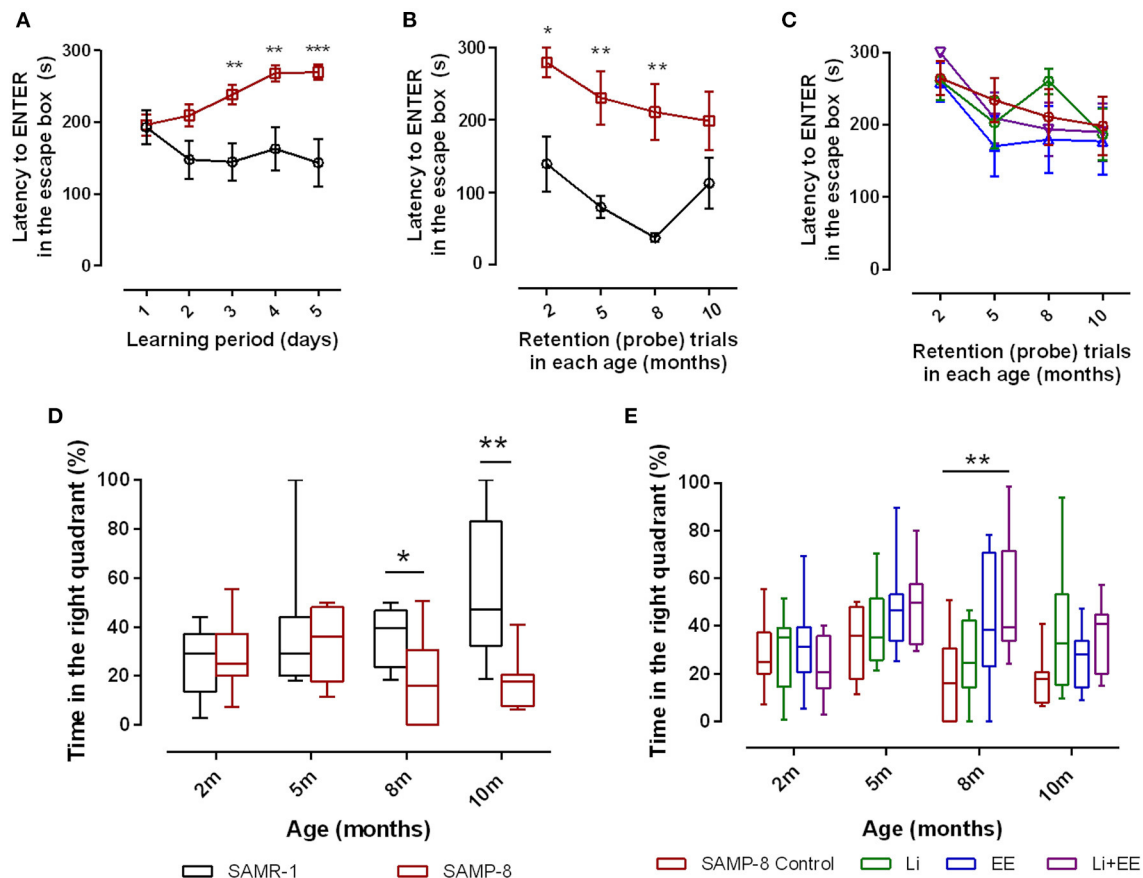 A
Latency to ENTER
in the escape box (s)
300
200
100
0
** ** ***
1 2 3 4 5
Learning period (days)
B
Latency to ENTER
in the escape box (s)
300
200
100
0
* ** **
2 5 8 10
Retention (probe) trials
in each age (months)
C
Latency to ENTER
in the escape box (s)
300
200
100
0
2 5 8 10
Retention (probe) trials
in each age (months)
D
Time in the right quadrant (%)
100
80
60
40
20
0
* **
2m 5m 8m 10m
Age (months)
SAMR-1 SAMP-8
E
Time in the right quadrant (%)
100
80
60
40
20
0
**
2m 5m 8m 10m
Age (months)
SAMP-8 Control Li EE Li+EE